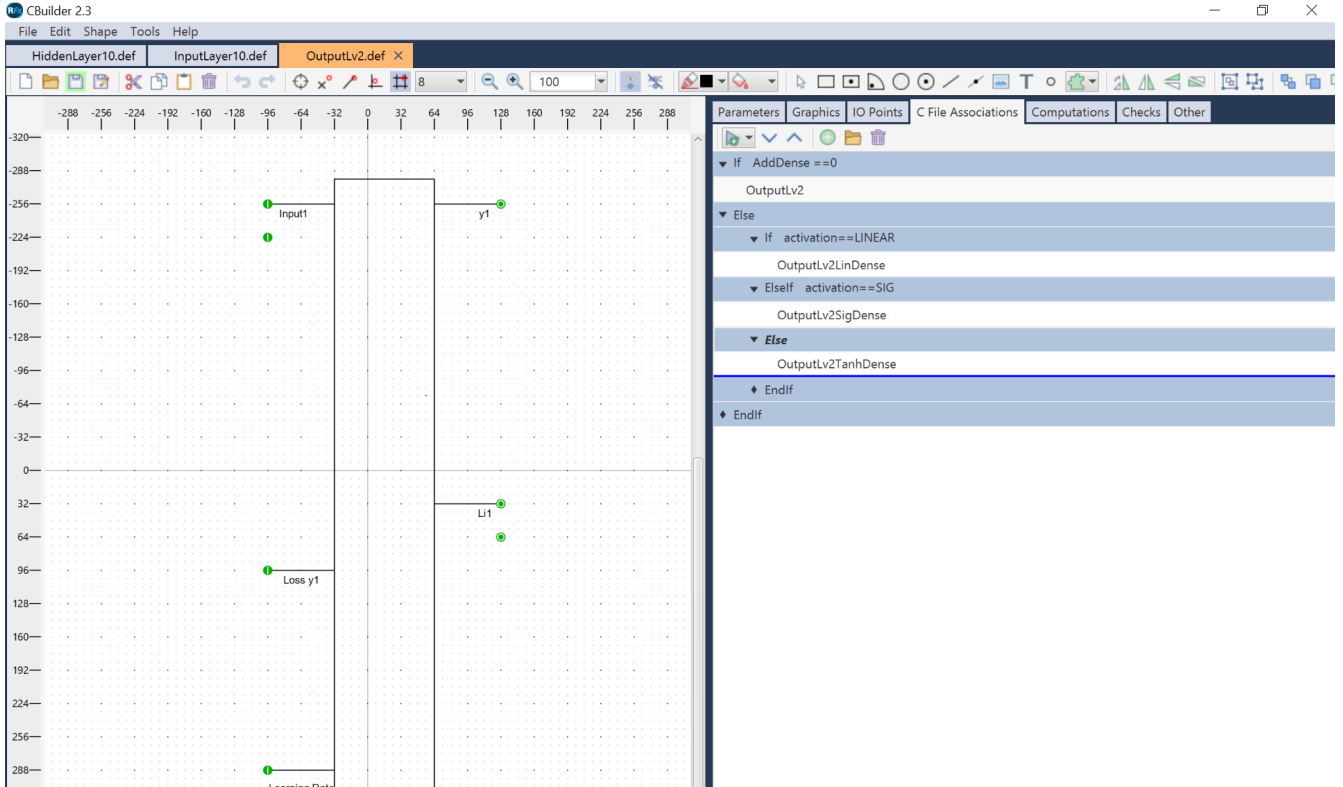 RFx CBuilder 2.3
File Edit Shape Tools Help
HiddenLayer10.def InputLayer10.def OutputLv2.def
8 100 T
-288 -256 -224 -192 -160 -128 -96 -64 -32 0 32 64 96 128 160 192 224 256 288
Parameters Graphics IO Points C File Associations Computations Checks Other
-320
-288
-256
-224
-192
-160
-128
-96
-64
-32
0
32
64
96
128
160
192
224
256
288
Input1 y1
Li1
Loss y1
Learning Rate
If AddDense ==0
OutputLv2
Else
If activation==LINEAR
OutputLv2LinDense
ElseIf activation==SIG
OutputLv2SigDense
Else
OutputLv2TanhDense
EndIf
EndIf